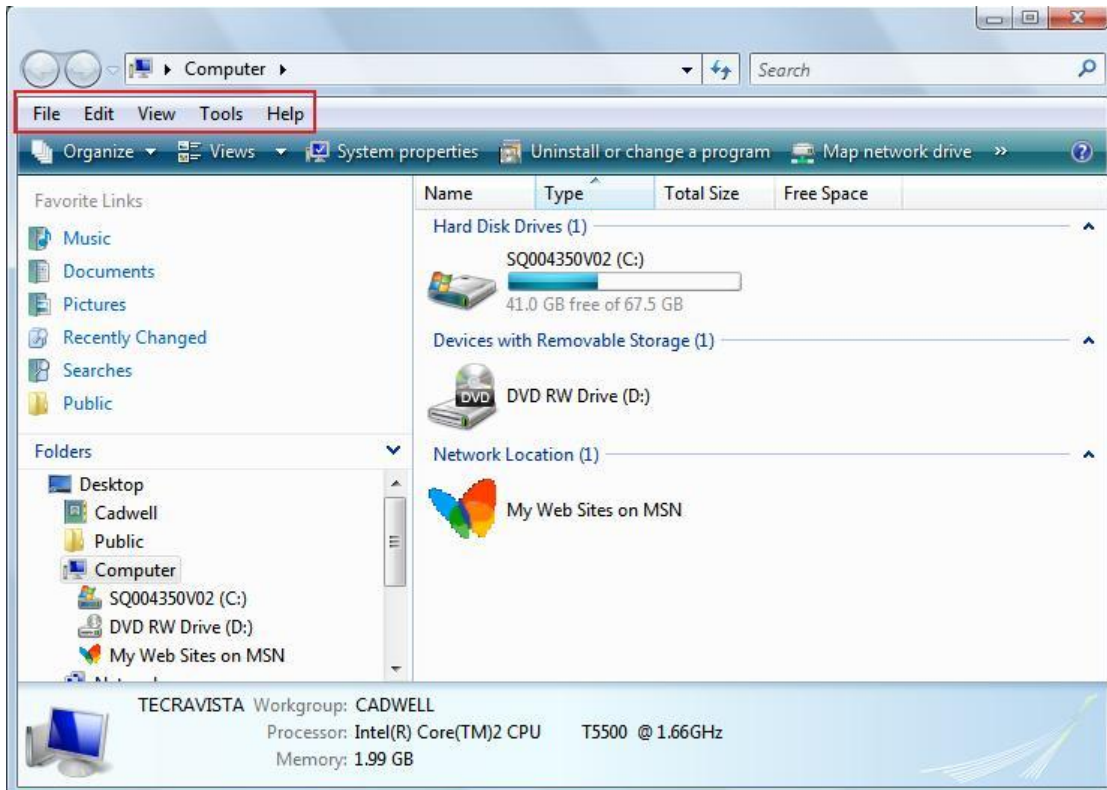 Computer
Search
File Edit View Tools Help
Organize Views System properties Uninstall or change a program Map network drive »
Favorite Links
Music
Documents
Pictures
Recently Changed
Searches
Public
Folders
Desktop
Cadwell
Public
Computer
SQ004350V02 (C:)
DVD RW Drive (D:)
My Web Sites on MSN
Name Type Total Size Free Space
Hard Disk Drives (1)
SQ004350V02 (C:)
41.0 GB free of 67.5 GB
Devices with Removable Storage (1)
DVD
DVD RW Drive (D:)
Network Location (1)
My Web Sites on MSN
TECRAVISTA Workgroup: CADWELL
Processor: Intel(R) Core(TM)2 CPU T5500 @ 1.66GHz
Memory: 1.99 GB